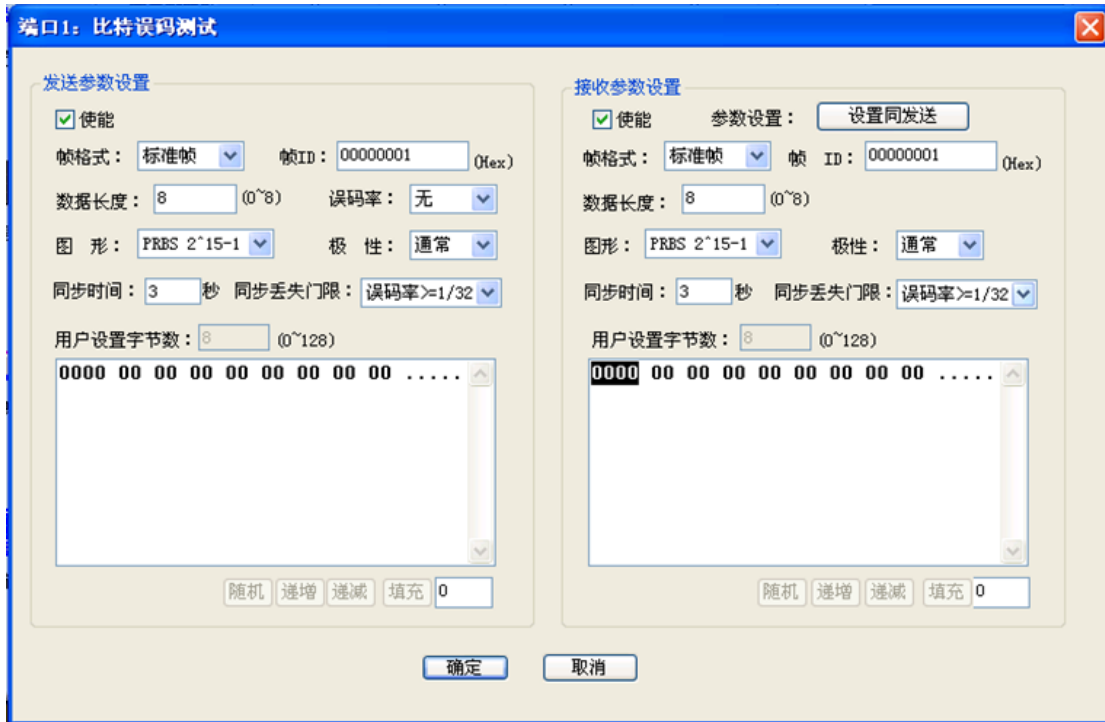 端口1：比特误码测试
发送参数设置
使能
帧格式： 标准帧 帧ID： 00000001 (Hex)
数据长度： 8 (0~8) 误码率： 无
图 形： PRBS 2^15-1 极 性： 通常
同步时间： 3 秒 同步丢失门限： 误码率>=1/32
用户设置字节数： 8 (0~128)
0000 00 00 00 00 00 00 00 00 .....
随机 递增 递减 填充 0
接收参数设置
使能 参数设置： 设置同发送
帧格式： 标准帧 帧 ID： 00000001 (Hex)
数据长度： 8 (0~8)
图形： PRBS 2^15-1 极性： 通常
同步时间： 3 秒 同步丢失门限： 误码率>=1/32
用户设置字节数： 8 (0~128)
0000 00 00 00 00 00 00 00 00 .....
随机 递增 递减 填充 0
确定 取消